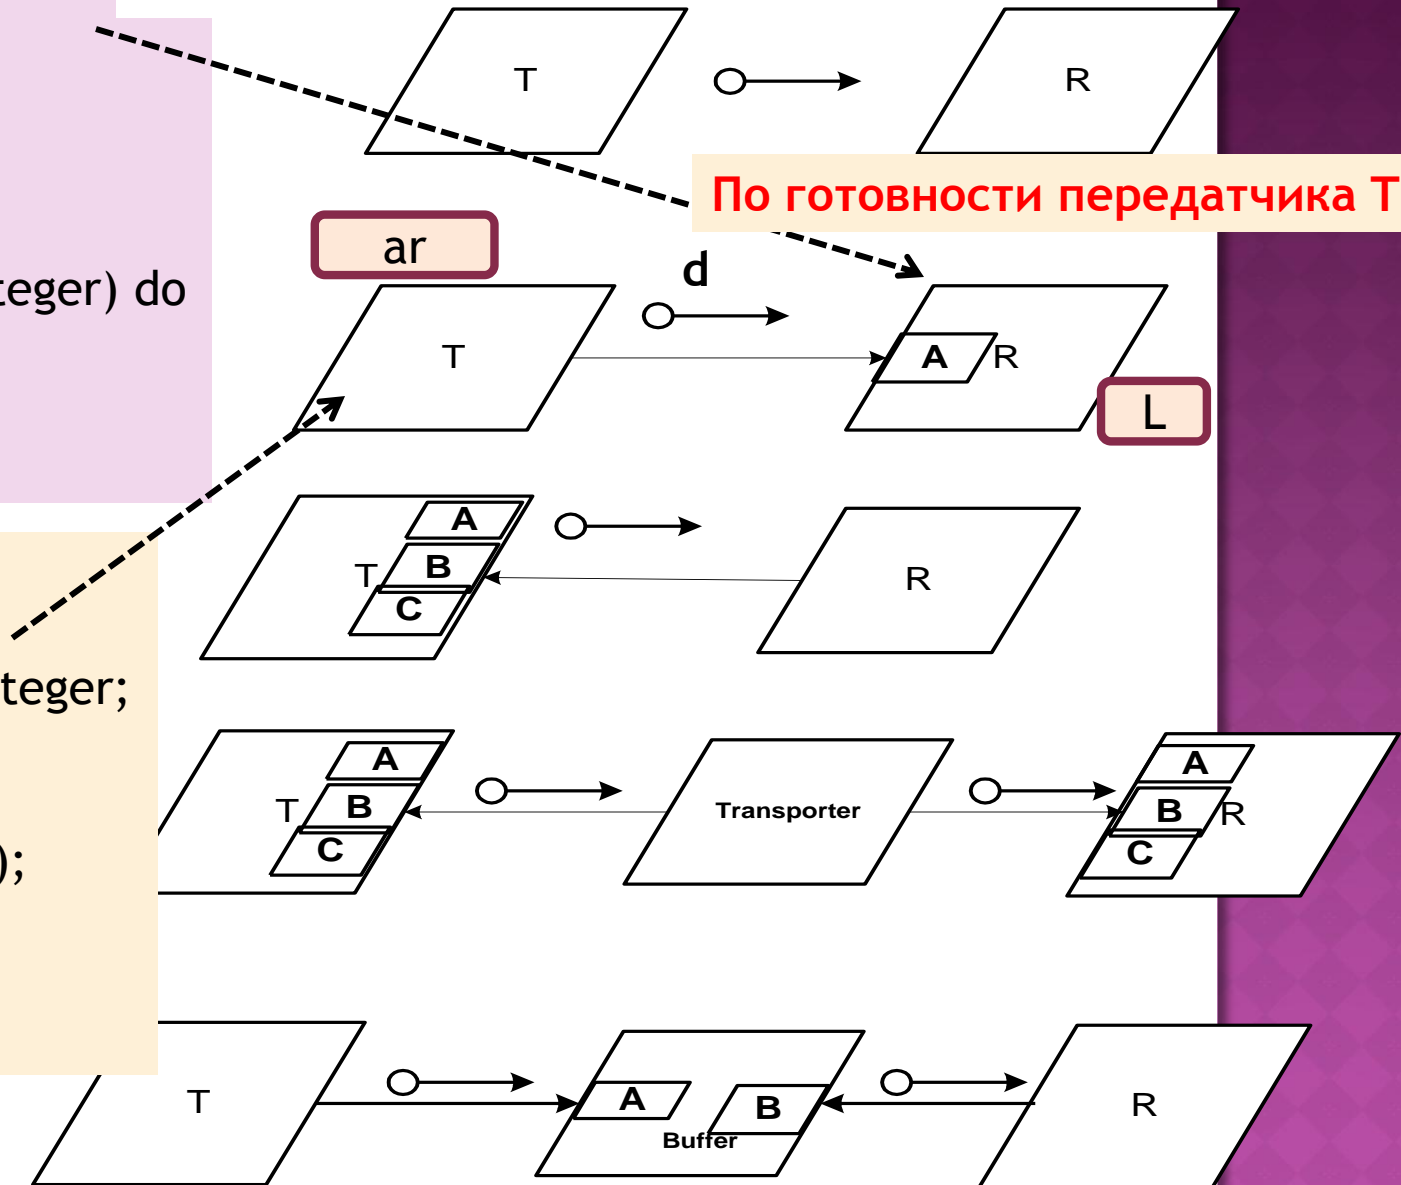 T
R
По готовности передатчика T
ar
d
teger) do
T
A
R
L
A
T
B
C
R
teger;
A
T
B
C
Transporter
A
B
R
C
);
T
A
B
Buffer
R